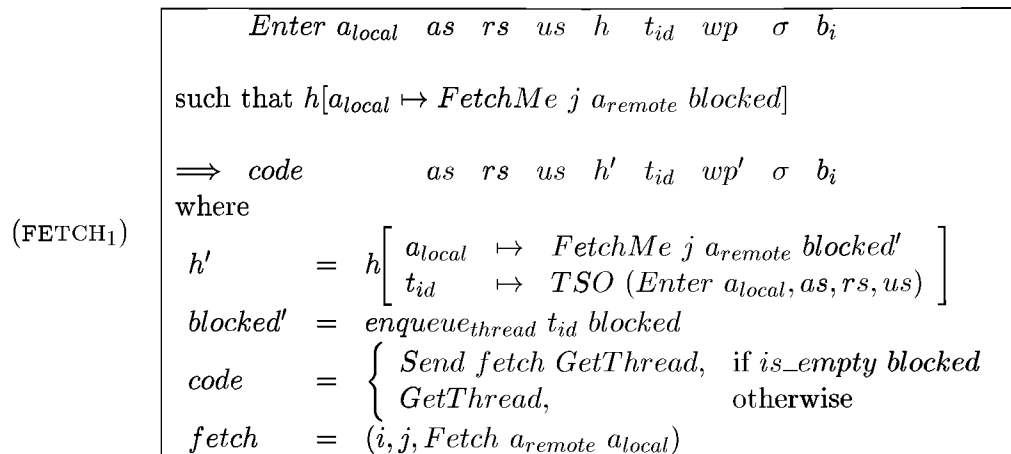 Enter a_local as rs us h t_id wp σ b_i
such that h[a_local ↦ FetchMe j a_remote blocked]
⟹ code as rs us h′ t_id wp′ σ b_i
where
(FETCH₁)
h′ = h[ a_local ↦ FetchMe j a_remote blocked′
t_id ↦ TSO (Enter a_local, as, rs, us) ]
blocked′ = enqueue_thread t_id blocked
code = { Send fetch GetThread, if is_empty blocked
GetThread, otherwise
fetch = (i, j, Fetch a_remote a_local)